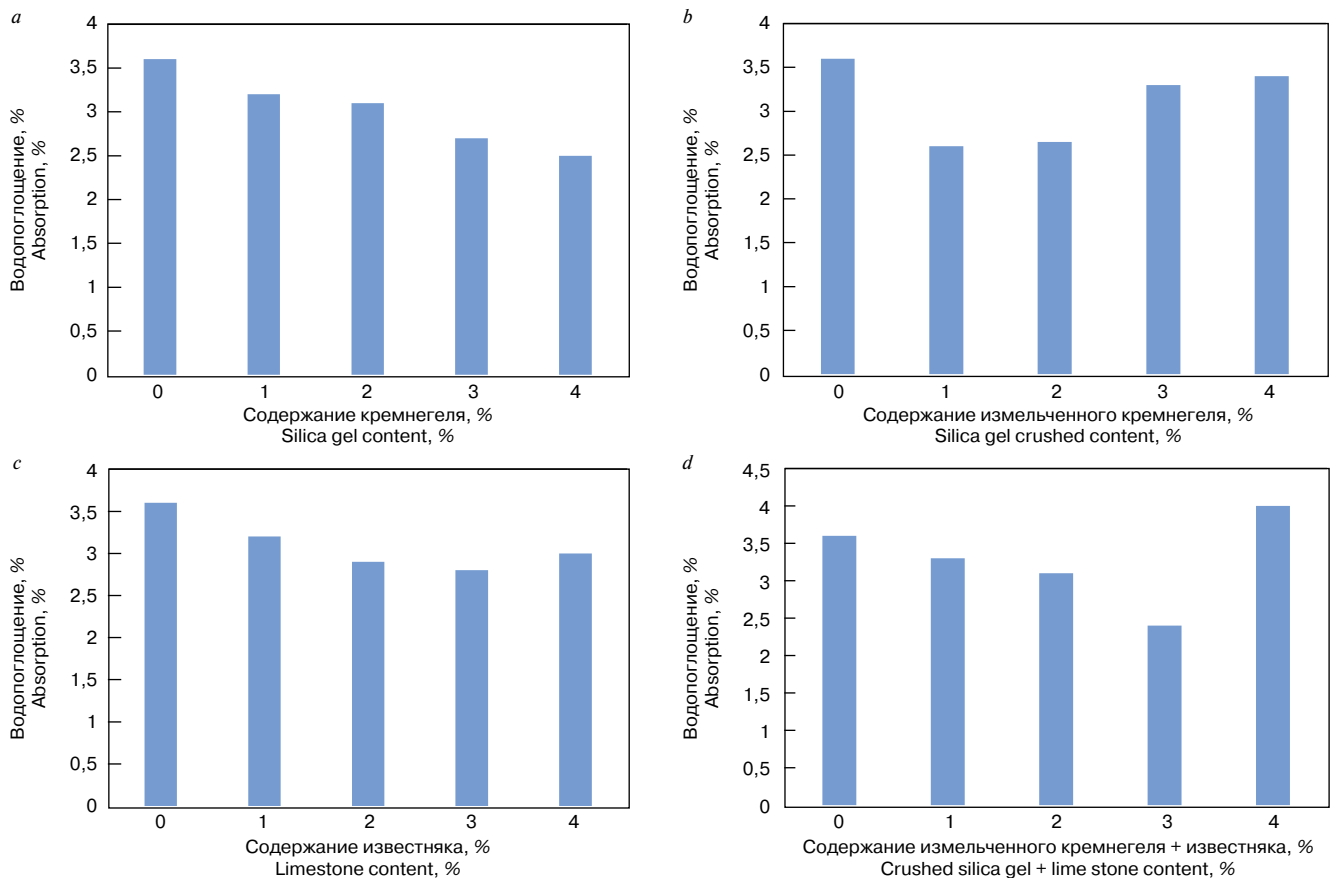 a
4
3,5
3
2,5
2
1,5
1
0,5
0
Водопоглощение, %
Absorption, %
0 1 2 3 4
Содержание кремнегеля, %
Silica gel content, %
b
4
3,5
3
2,5
2
1,5
1
0,5
0
Водопоглощение, %
Absorption, %
0 1 2 3 4
Содержание измельченного кремнегеля, %
Silica gel crushed content, %
c
4
3,5
3
2,5
2
1,5
1
0,5
0
Водопоглощение, %
Absorption, %
0 1 2 3 4
Содержание известняка, %
Limestone content, %
d
4,5
4
3,5
3
2,5
2
1,5
1
0,5
0
Водопоглощение, %
Absorption, %
0 1 2 3 4
Содержание измельченного кремнегеля + известняка, %
Crushed silica gel + lime stone content, %